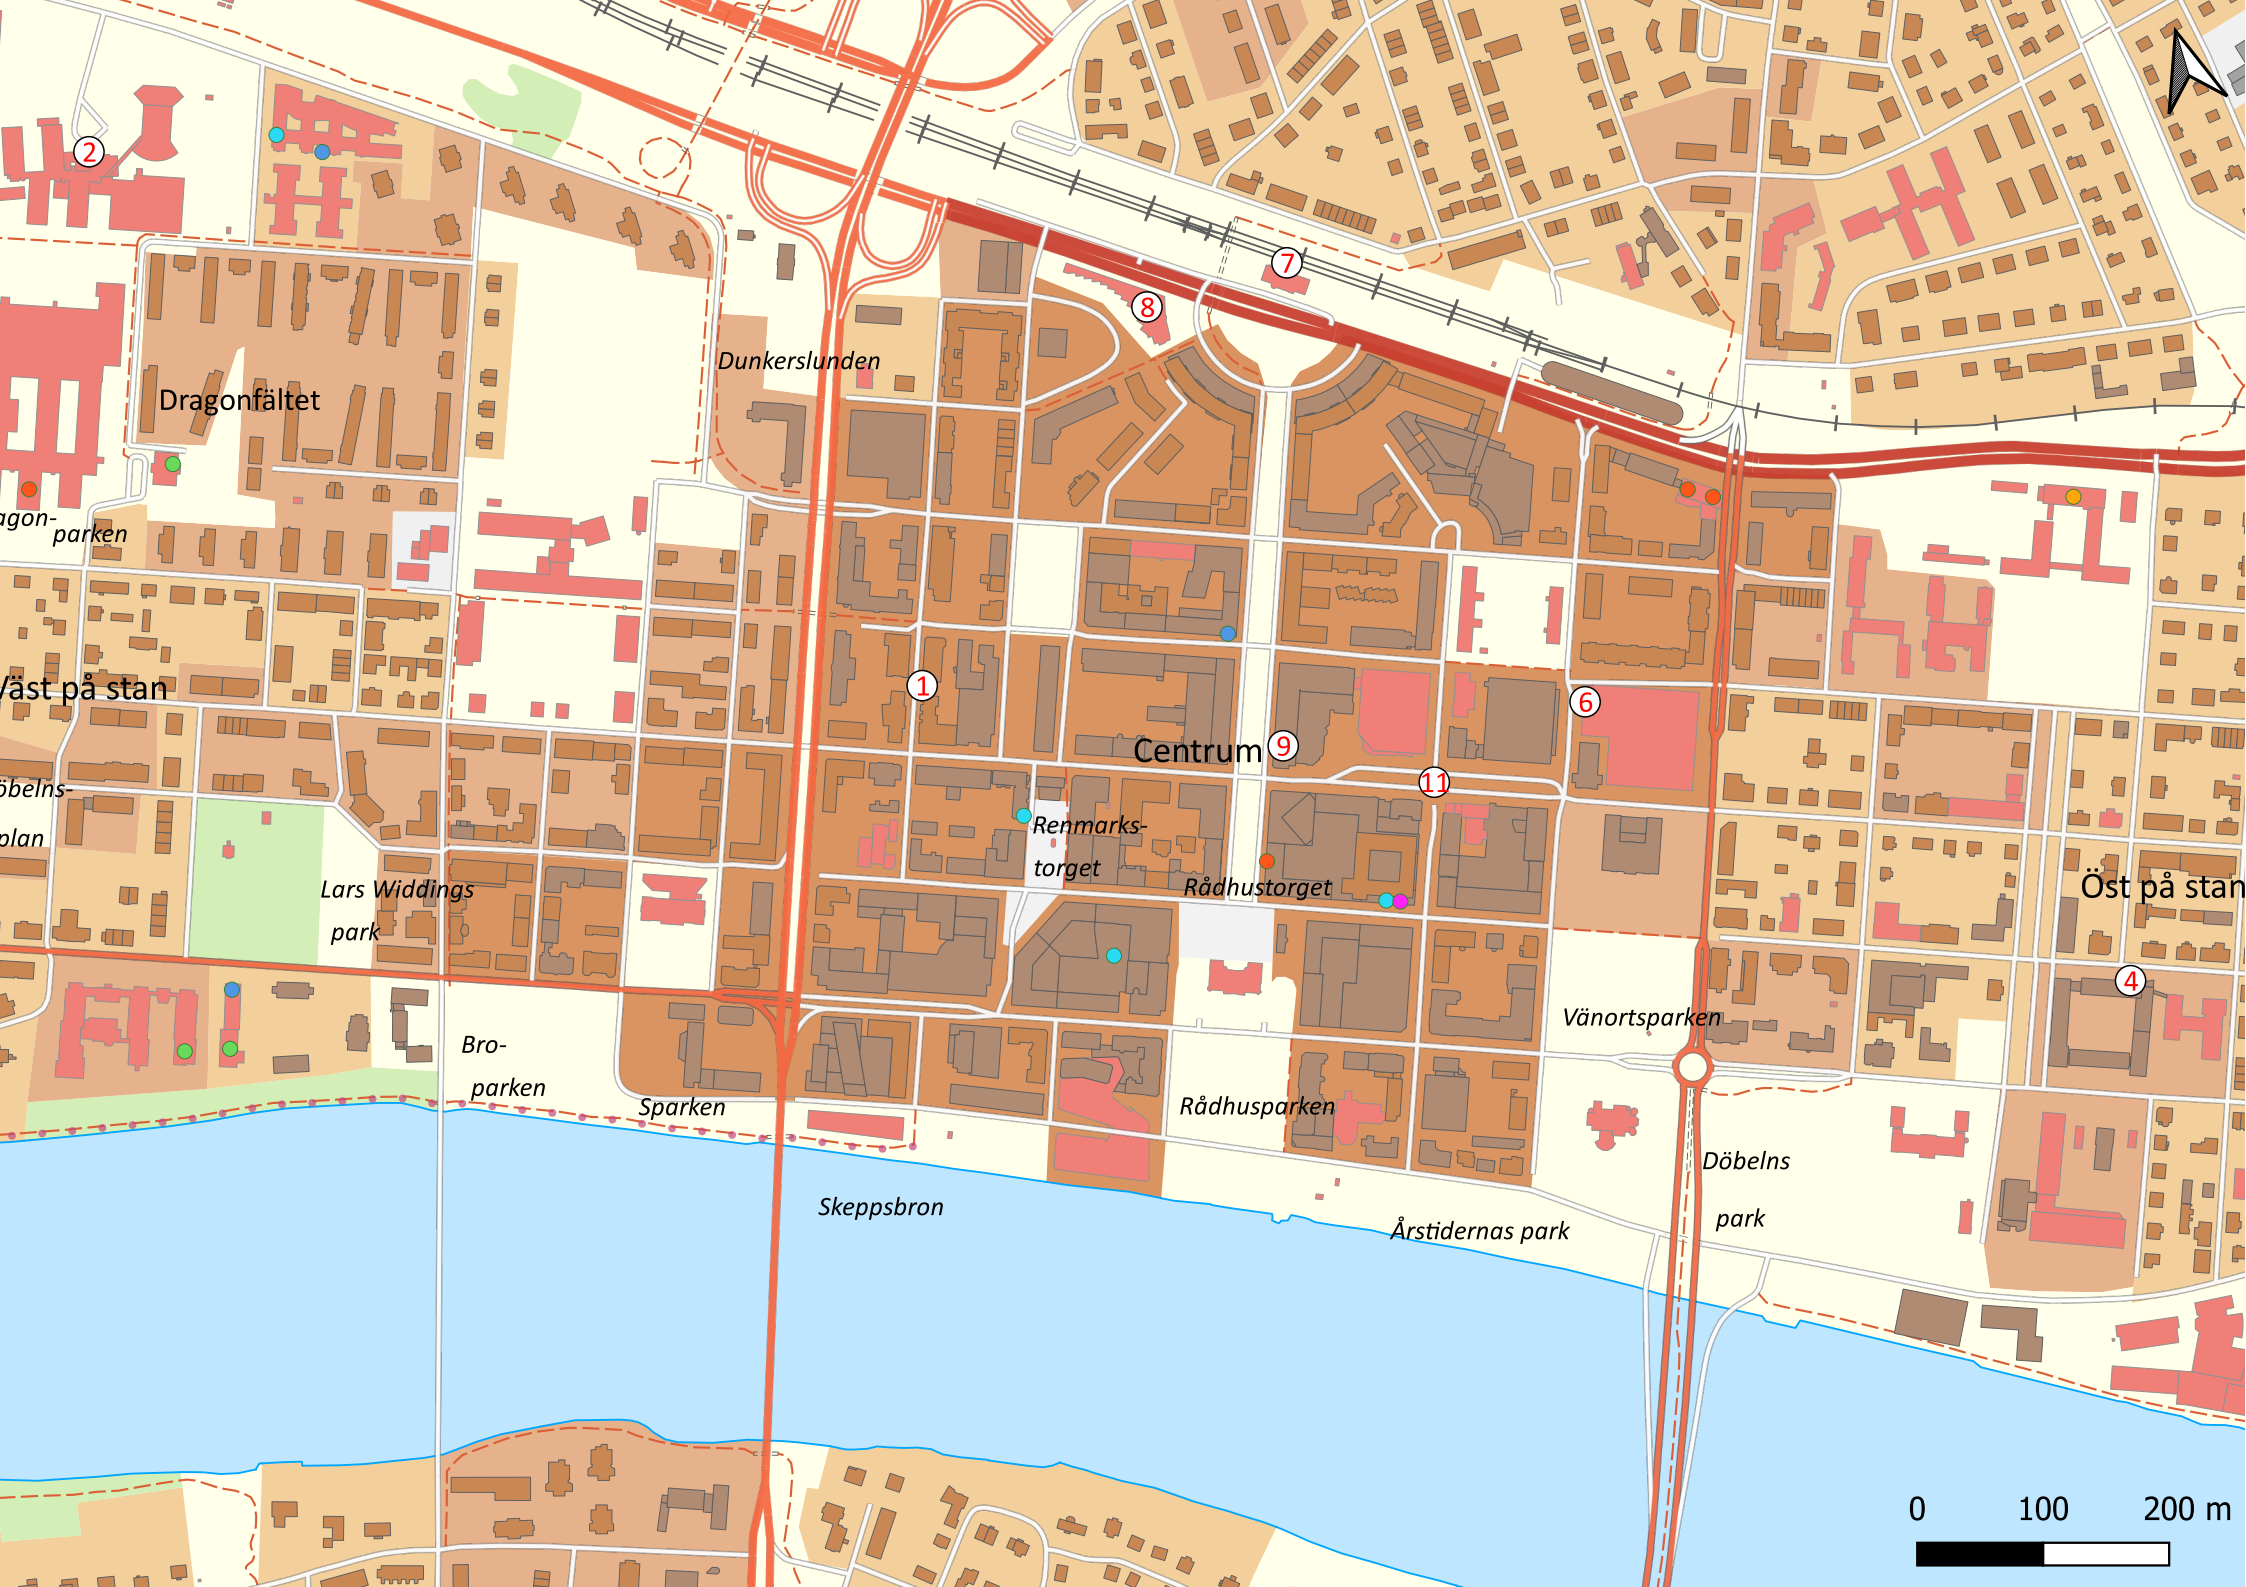 2
7
8
Dunkerslunden
Dragonfältet
agon-
parken
Väst på stan
1
6
Centrum
9
11
öbelns-
plan
Renmarks-
torget
Lars Widdings
park
Rådhustorget
Öst på stan
4
Vänortsparken
Bro-
parken
Sparken
Rådhusparken
Döbelns
park
Skeppsbron
Årstidernas park
0 100 200 m